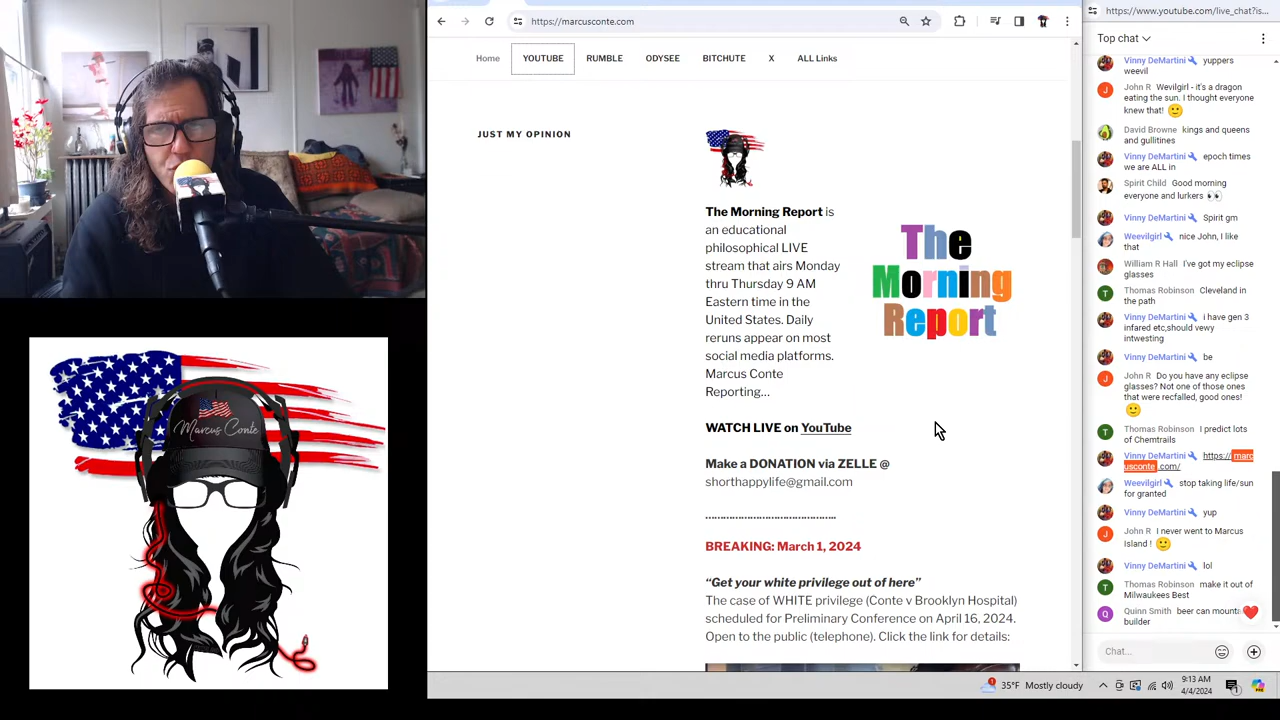 https://marcusconte.com
Home YOUTUBE RUMBLE ODYSEE BITCHUTE X ALL Links
JUST MY OPINION
The Morning Report is
an educational
philosophical LIVE
stream that airs Monday
thru Thursday 9 AM
Eastern time in the
United States. Daily
reruns appear on most
social media platforms.
Marcus Conte
Reporting...
The
Morning
Report
WATCH LIVE on YouTube
Make a DONATION via ZELLE @
shorthappylife@gmail.com
BREAKING: March 1, 2024
“Get your white privilege out of here”
The case of WHITE privilege (Conte v Brooklyn Hospital)
scheduled for Preliminary Conference on April 16, 2024.
Open to the public (telephone). Click the link for details:
Marcus Conte
https://www.youtube.com/live_chat?is...
Top chat
Vinny DeMartini yuppers
weevil
John R Wevilgirl - it's a dragon
eating the sun. I thought everyone
knew that!
David Browne kings and queens
and gullitines
Vinny DeMartini epoch times
we are ALL in
Spirit Child Good morning
everyone and lurkers
Vinny DeMartini Spirit gm
Weevilgirl nice John, I like
that
William R Hall I've got my eclipse
glasses
Thomas Robinson Cleveland in
the path
Vinny DeMartini i have gen 3
infared etc,should vewy
intwesting
Vinny DeMartini be
John R Do you have any eclipse
glasses? Not one of those ones
that were recfalled, good ones!
Thomas Robinson I predict lots
of Chemtrails
Vinny DeMartini https://marc
usconte.com/
Weevilgirl stop taking life/sun
for granted
Vinny DeMartini yup
John R I never went to Marcus
Island !
Vinny DeMartini lol
Thomas Robinson make it out of
Milwaukees Best
Quinn Smith beer can mounta
builder
Chat...
35°F Mostly cloudy
9:13 AM
4/4/2024